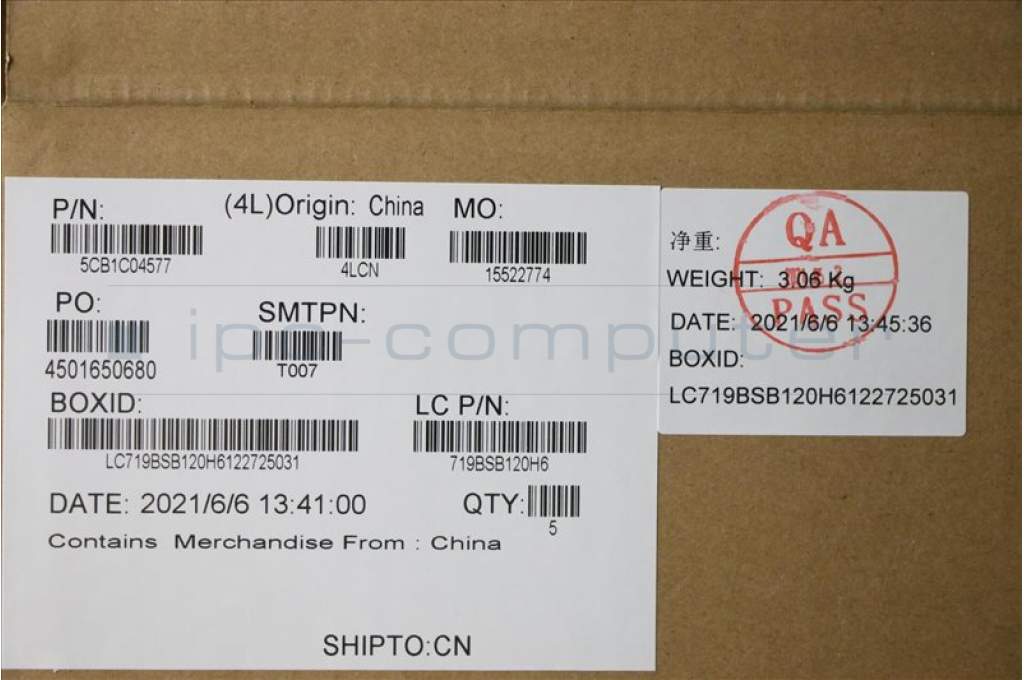 P/N: (4L)Origin: China MO:
5CB1C04577 4LCN 15522774
PO: SMTPN:
4501650680 T007
BOXID: LC P/N:
LC719BSB120H6122725031 719BSB120H6
DATE: 2021/6/6 13:41:00 QTY:
5
Contains Merchandise From : China
SHIPTO:CN
净重:
WEIGHT: 3.06 Kg
DATE: 2021/6/6 13:45:36
BOXID:
LC719BSB120H6122725031
QA
PASS
ipc-computer